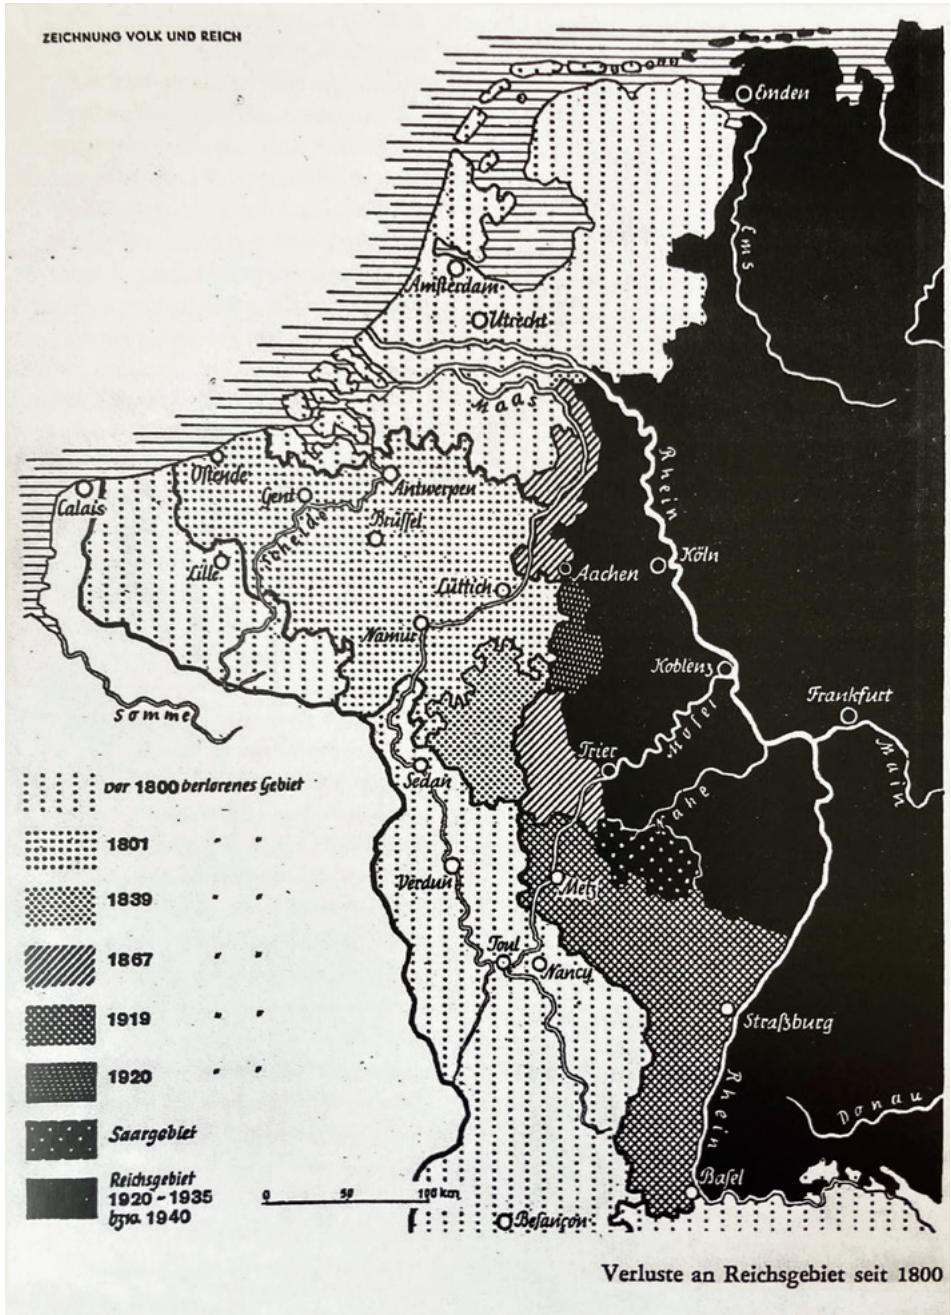 ZEICHNUNG VOLK UND REICH
Emden
Ems
Amsterdam
Utrecht
Maas
Rhein
Ostende
Calais
Gent
Antwerpen
Schelde
Brüssel
Lille
Lüttich
Aachen
Köln
Namur
Koblenz
Frankfurt
Somme
Mosel
Main
Trier
Sedan
Nahe
Verdun
Metz
Toul
Nancy
Straßburg
Rhein
Donau
Basel
Besançon
vor 1800 verlorenes Gebiet
1801 " "
1839 " "
1867 " "
1919 " "
1920 " "
Saargebiet
Reichsgebiet
1920-1935
bzw. 1940
0 50 100 km
Verluste an Reichsgebiet seit 1800